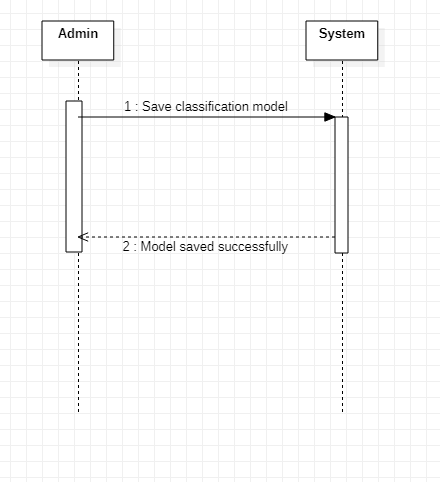 Admin
System
1 : Save classification model
2 : Model saved successfully